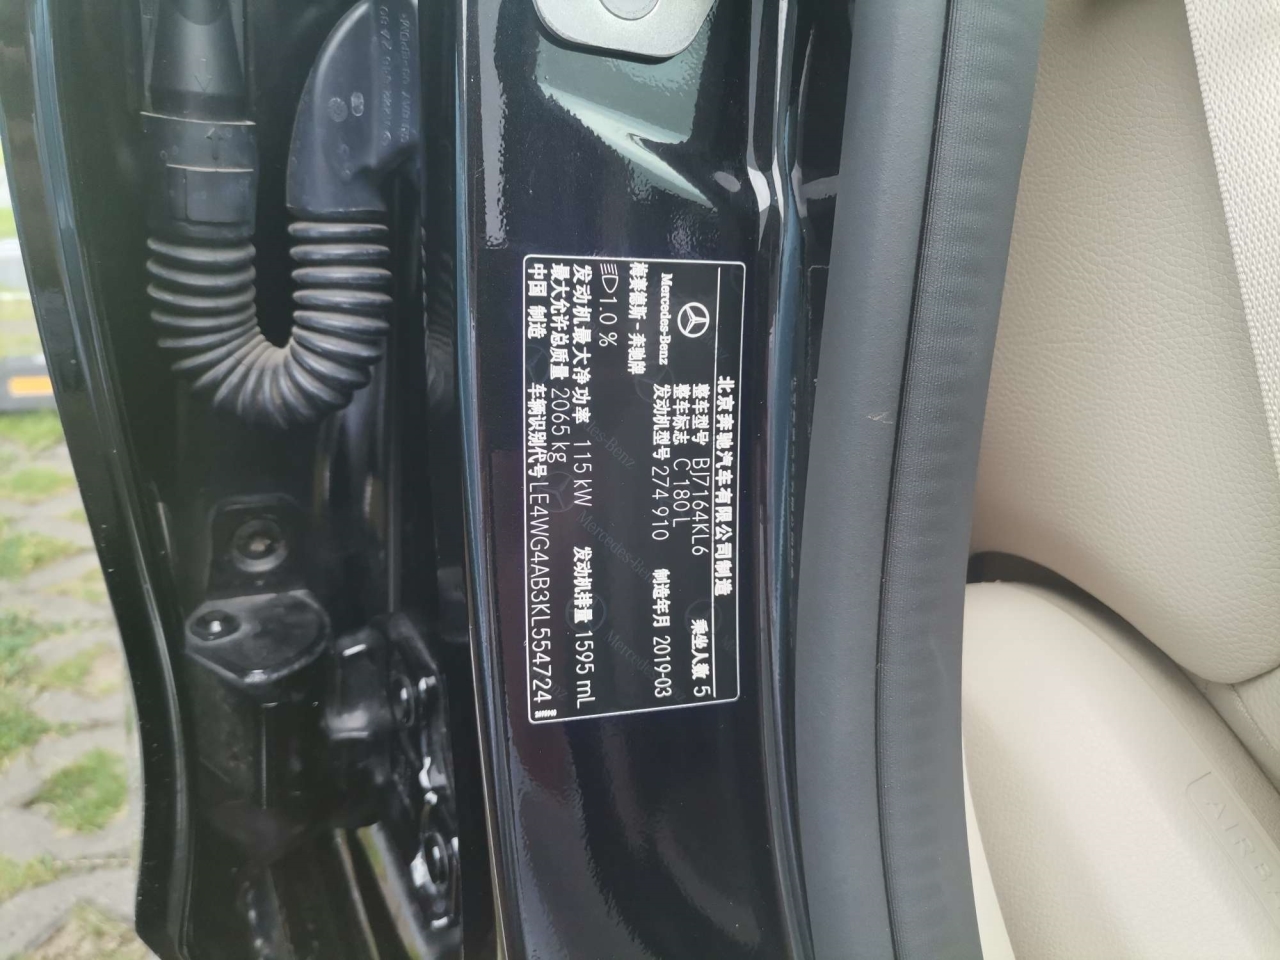 北京奔驰汽车有限公司制造
Mercedes-Benz
整车型号 BJ7164KL6 乘坐人数 5
整车标志 C 180 L
梅赛德斯-奔驰牌 发动机型号 274 910 制造年月 2019-03
1.0 %
发动机最大净功率 115 kW 发动机排量 1595 mL
最大允许总质量 2065 kg
中国 制造 车辆识别代号 LE4WG4AB3KL554724
AIRB